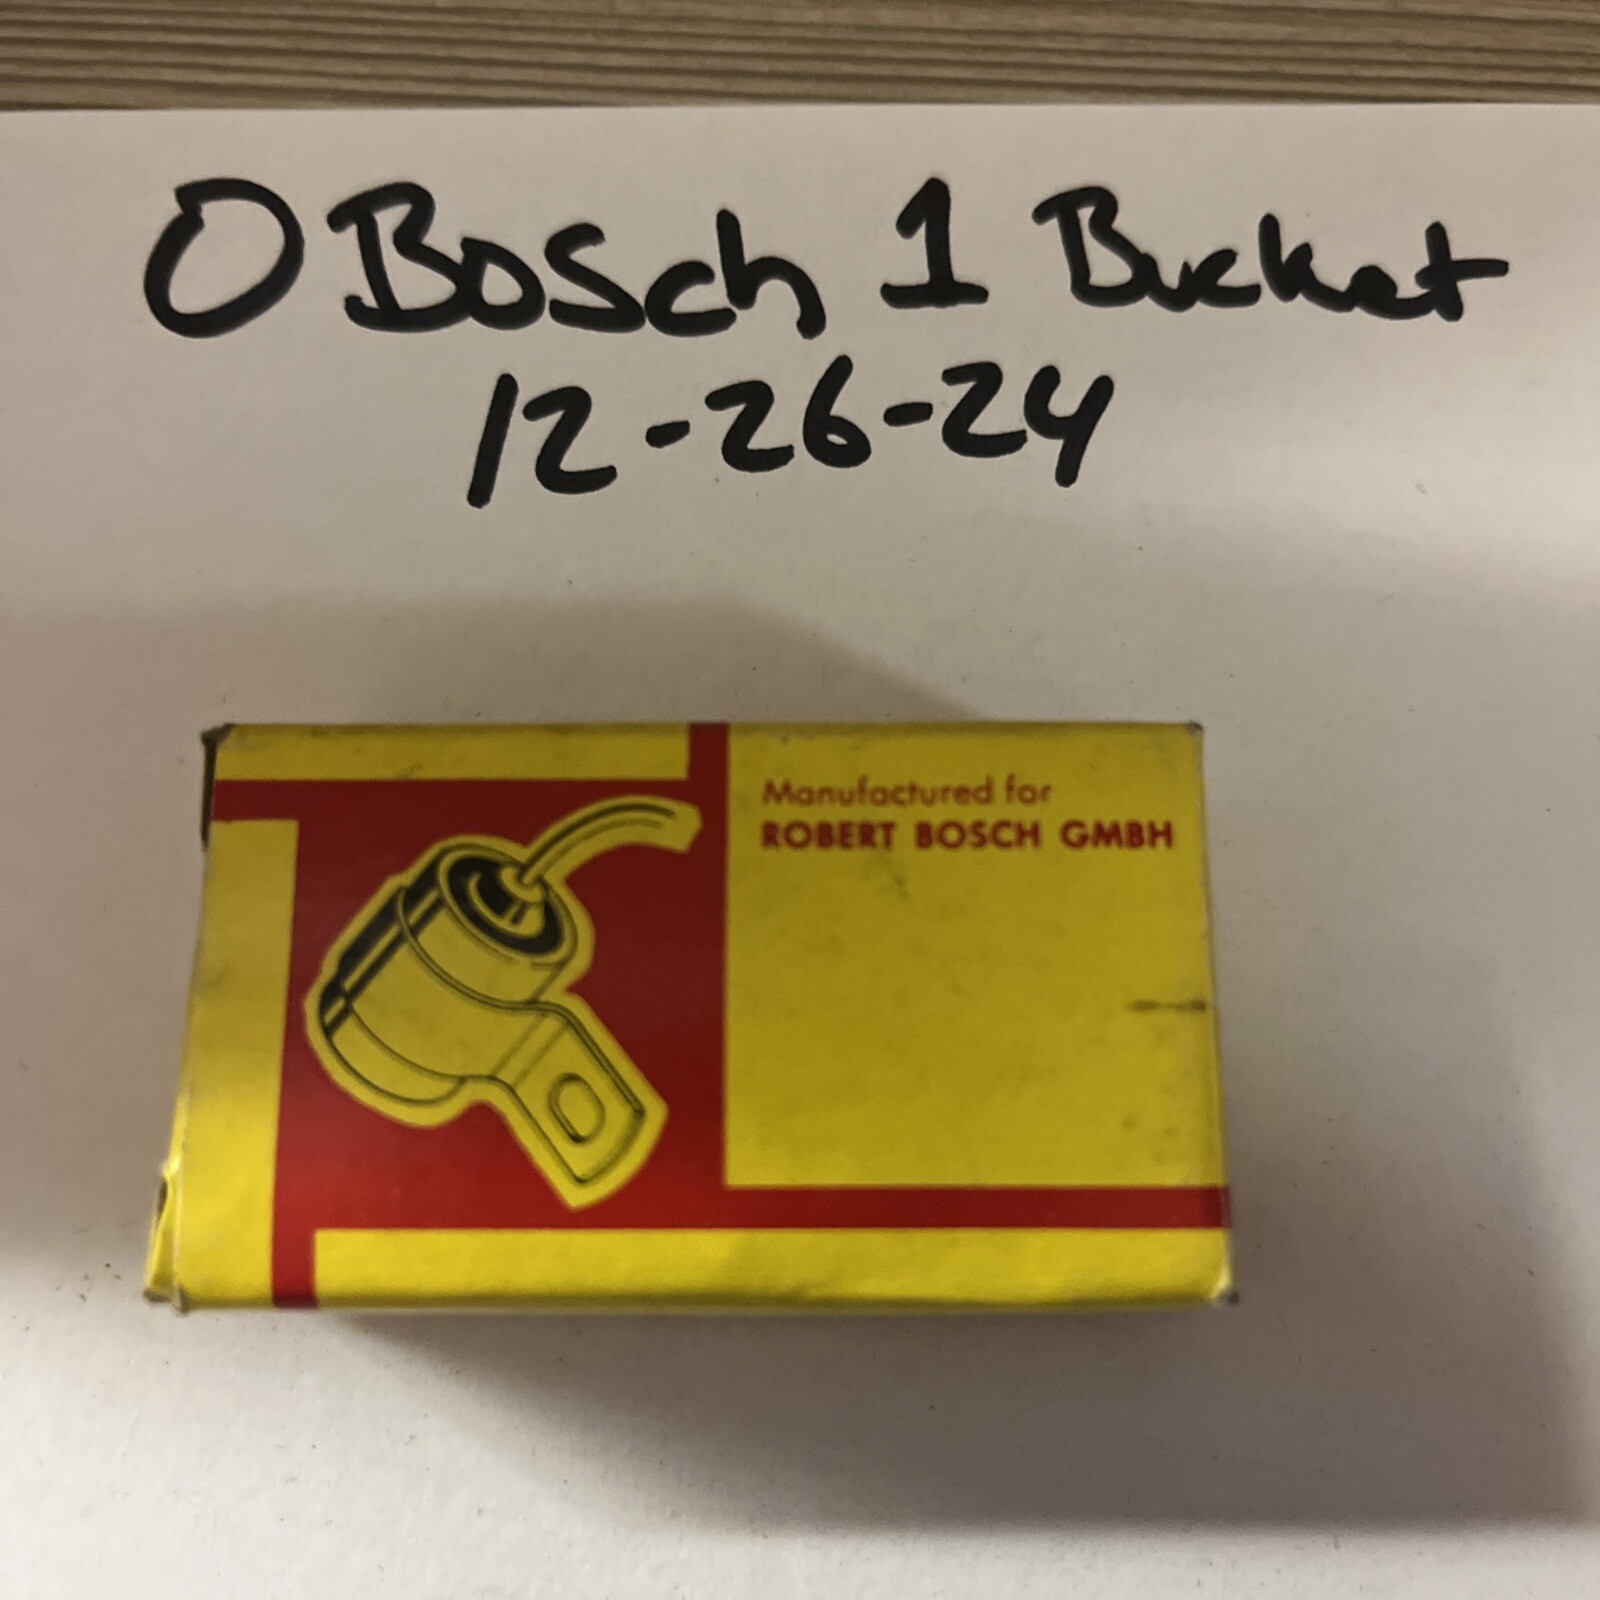 O Bosch 1 Bucket
12-26-24
Manufactured for
ROBERT BOSCH GMBH